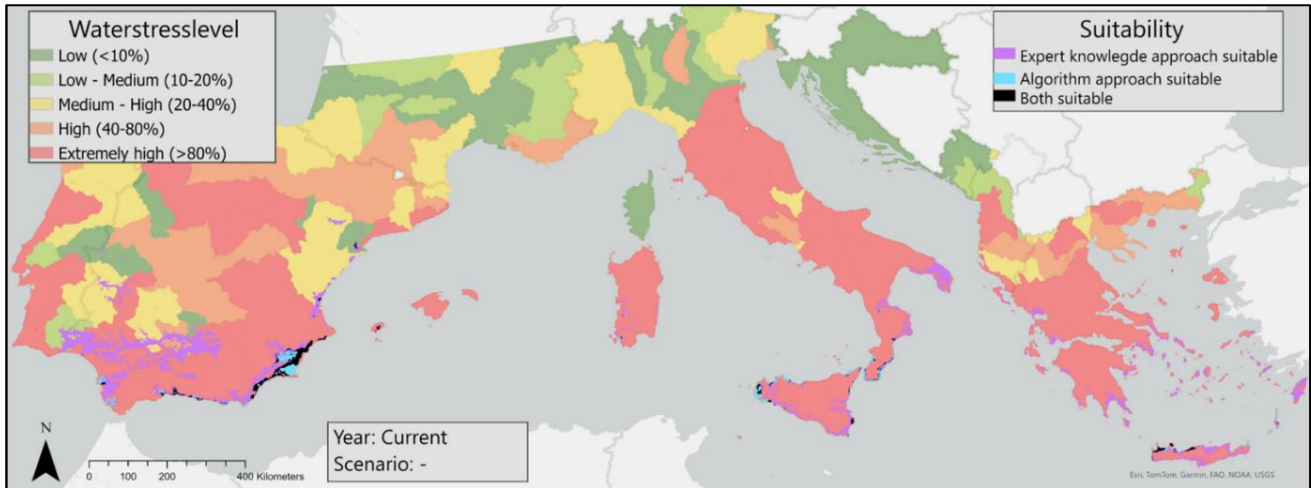 Waterstresslevel
Low (<10%)
Low - Medium (10-20%)
Medium - High (20-40%)
High (40-80%)
Extremely high (>80%)
Suitability
Expert knowlegde approach suitable
Algorithm approach suitable
Both suitable
N
0 100 200 400 Kilometers
Year: Current
Scenario: -
Esri, TomTom, Garmin, FAO, NOAA, USGS